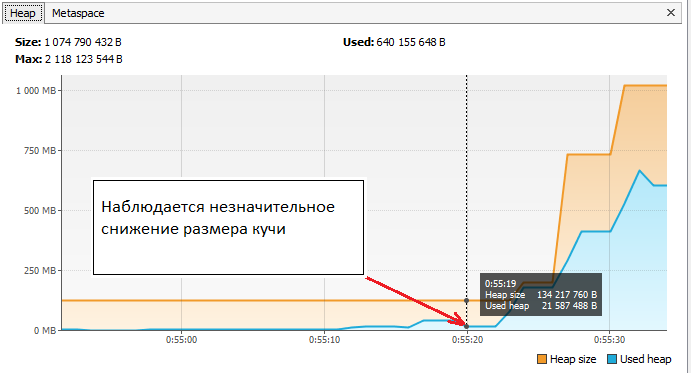 Heap Metaspace
Size: 1 074 790 432 B Used: 640 155 648 B
Max: 2 118 123 544 B
1 000 MB
750 MB
500 MB
250 MB
0 MB
Наблюдается незначительное
снижение размера кучи
0:55:19
Heap size 134 217 760 B
Used heap 21 587 488 B
0:55:00 0:55:10 0:55:20 0:55:30
Heap size Used heap